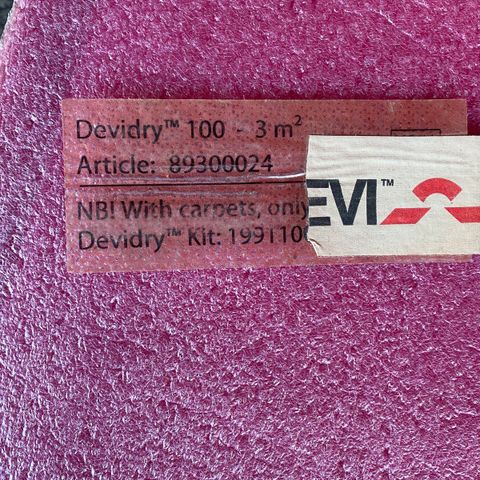 Devidry™ 100 - 3 m²
Article: 89300024
NB! With carpets, only
Devidry™ Kit: 199110
EVI™